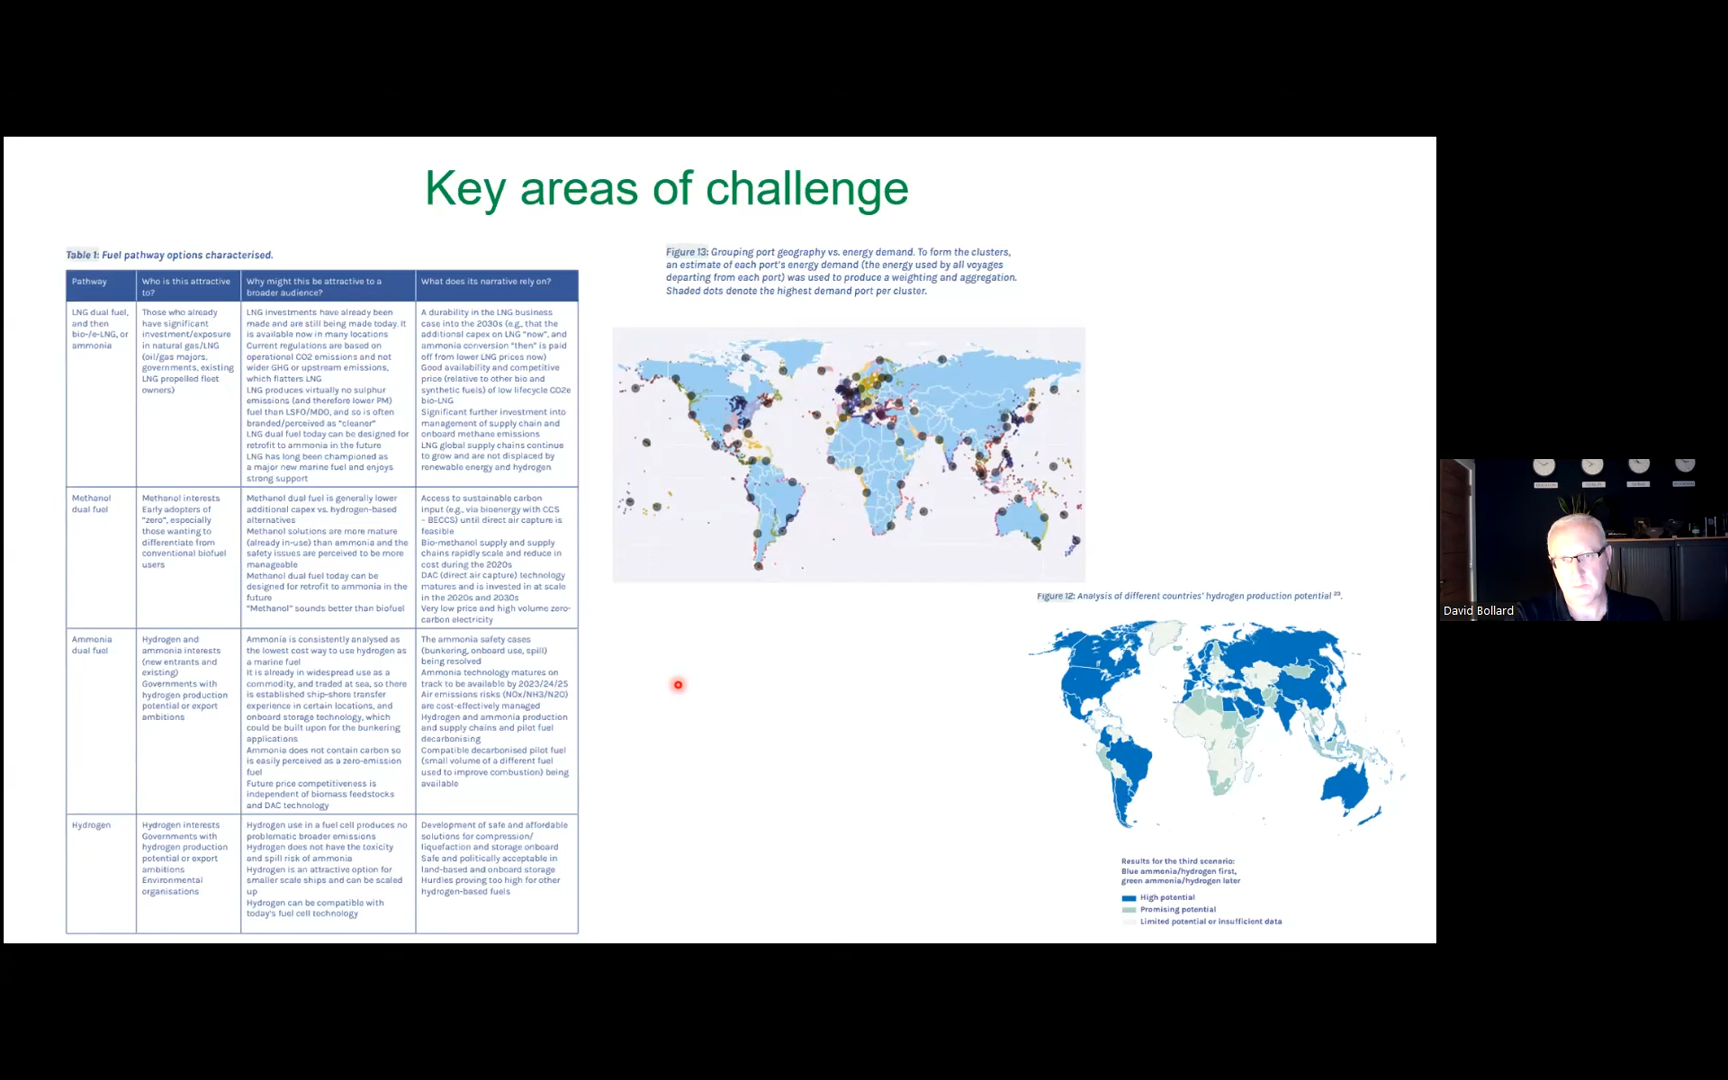 Key areas of challenge
Table 1: Fuel pathway options characterised.
Pathway
Who is this attractive
to?
Why might this be attractive to a
broader audience?
What does its narrative rely on?
LNG dual fuel,
and then
bio-/e-LNG, or
ammonia
Those who already
have significant
investment/exposure
in natural gas/LNG
(oil/gas majors,
governments, existing
LNG propelled fleet
owners)
LNG investments have already been
made and are still being made today. It
is available now in many locations
Current regulations are based on
operational CO2 emissions and not
wider GHG or upstream emissions,
which flatters LNG
LNG produces virtually no sulphur
emissions (and therefore lower PM)
fuel than LSFO/MDO, and so is often
branded/perceived as "cleaner"
LNG dual fuel today can be designed for
retrofit to ammonia in the future
LNG has long been championed as
a major new marine fuel and enjoys
strong support
A durability in the LNG business
case into the 2030s (e.g., that the
additional capex on LNG "now", and
ammonia conversion "then" is paid
off from lower LNG prices now)
Good availability and competitive
price (relative to other bio and
synthetic fuels) of low lifecycle CO2e
bio-LNG
Significant further investment into
management of supply chain and
onboard methane emissions
LNG global supply chains continue
to grow and are not displaced by
renewable energy and hydrogen
Methanol
dual fuel
Methanol interests
Early adopters of
"zero", especially
those wanting to
differentiate from
conventional biofuel
users
Methanol dual fuel is generally lower
additional capex vs. hydrogen-based
alternatives
Methanol solutions are more mature
(already in-use) than ammonia and the
safety issues are perceived to be more
manageable
Methanol dual fuel today can be
designed for retrofit to ammonia in the
future
"Methanol" sounds better than biofuel
Access to sustainable carbon
input (e.g., via bioenergy with CCS
– BECCS) until direct air capture is
feasible
Bio-methanol supply and supply
chains rapidly scale and reduce in
cost during the 2020s
DAC (direct air capture) technology
matures and is invested in at scale
in the 2020s and 2030s
Very low price and high volume zero-
carbon electricity
Ammonia
dual fuel
Hydrogen and
ammonia interests
(new entrants and
existing)
Governments with
hydrogen production
potential or export
ambitions
Ammonia is consistently analysed as
the lowest cost way to use hydrogen as
a marine fuel
It is already in widespread use as a
commodity, and traded at sea, so there
is established ship-shore transfer
experience in certain locations, and
onboard storage technology, which
could be built upon for the bunkering
applications
Ammonia does not contain carbon so
is easily perceived as a zero-emission
fuel
Future price competitiveness is
independent of biomass feedstocks
and DAC technology
The ammonia safety cases
(bunkering, onboard use, spill)
being resolved
Ammonia technology matures on
track to be available by 2023/24/25
Air emissions risks (NOx/NH3/N2O)
are cost-effectively managed
Hydrogen and ammonia production
and supply chains and pilot fuel
decarbonising
Compatible decarbonised pilot fuel
(small volume of a different fuel
used to improve combustion) being
available
Hydrogen
Hydrogen interests
Governments with
hydrogen production
potential or export
ambitions
Environmental
organisations
Hydrogen use in a fuel cell produces no
problematic broader emissions
Hydrogen does not have the toxicity
and spill risk of ammonia
Hydrogen is an attractive option for
smaller scale ships and can be scaled
up
Hydrogen can be compatible with
today's fuel cell technology
Development of safe and affordable
solutions for compression/
liquefaction and storage onboard
Safe and politically acceptable in
land-based and onboard storage
Hurdles proving too high for other
hydrogen-based fuels
Figure 13: Grouping port geography vs. energy demand. To form the clusters,
an estimate of each port's energy demand (the energy used by all voyages
departing from each port) was used to produce a weighting and aggregation.
Shaded dots denote the highest demand port per cluster.
Figure 12: Analysis of different countries' hydrogen production potential 23.
Results for the third scenario:
Blue ammonia/hydrogen first,
green ammonia/hydrogen later
High potential
Promising potential
Limited potential or insufficient data
David Bollard